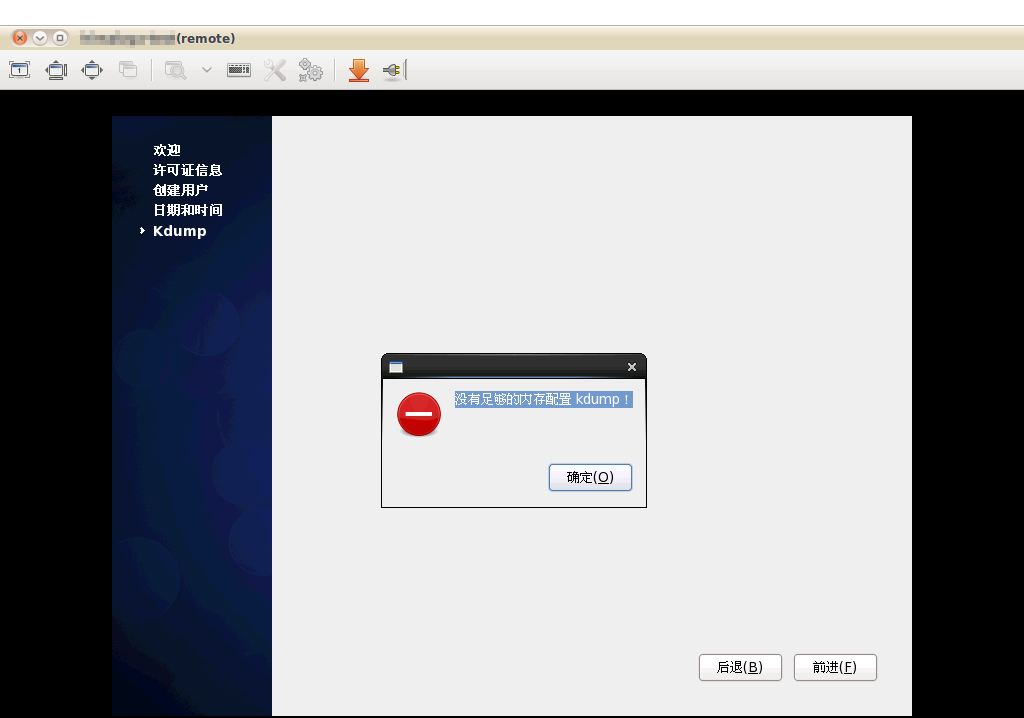 (remote)
欢迎
许可证信息
创建用户
日期和时间
Kdump
没有足够的内存配置 kdump！
确定(O)
后退(B) 前进(F)